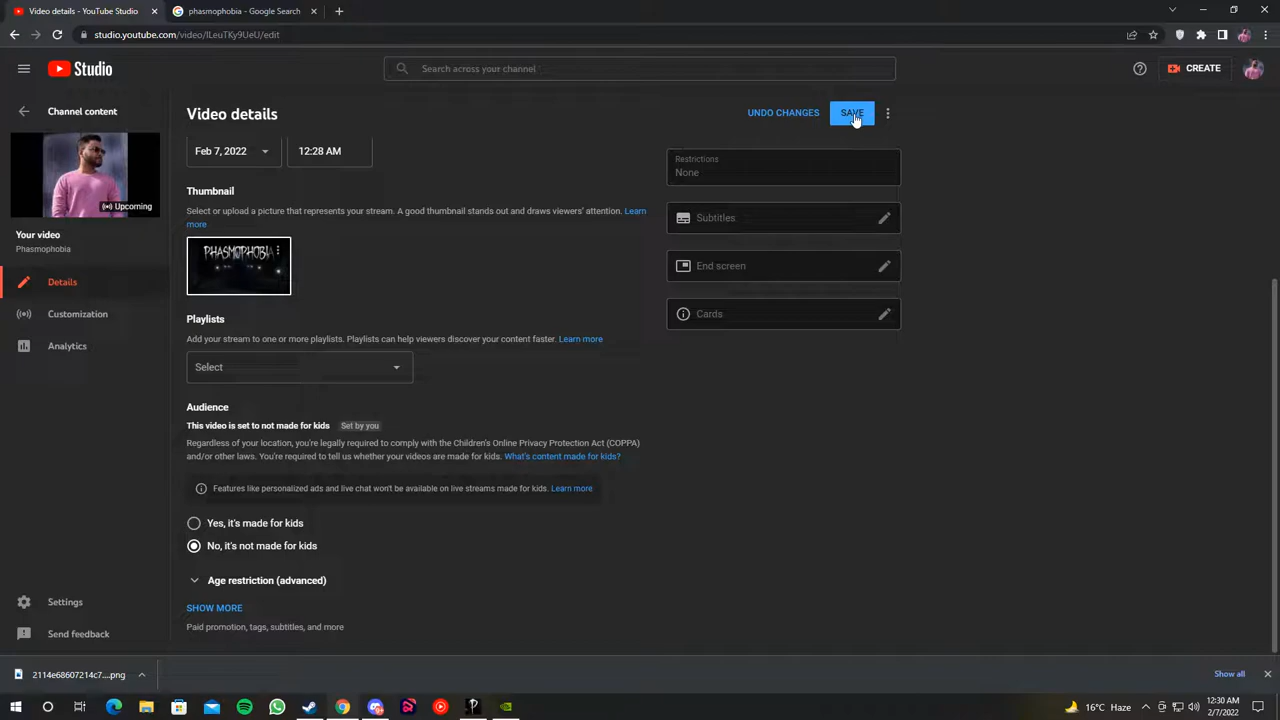 Video details - YouTube Studio
phasmophobia - Google Search
studio.youtube.com/video/lLeuTKy9UeU/edit
Studio
Search across your channel
CREATE
Channel content
Upcoming
Your video
Phasmophobia
Details
Customization
Analytics
Settings
Send feedback
Video details
UNDO CHANGES
SAVE
Feb 7, 2022
12:28 AM
Thumbnail
Select or upload a picture that represents your stream. A good thumbnail stands out and draws viewers' attention. Learn
more
PHASMOPHOBIA
Playlists
Add your stream to one or more playlists. Playlists can help viewers discover your content faster. Learn more
Select
Audience
This video is set to not made for kids Set by you
Regardless of your location, you're legally required to comply with the Children's Online Privacy Protection Act (COPPA)
and/or other laws. You're required to tell us whether your videos are made for kids. What's content made for kids?
Features like personalized ads and live chat won't be available on live streams made for kids. Learn more
Yes, it's made for kids
No, it's not made for kids
Age restriction (advanced)
SHOW MORE
Paid promotion, tags, subtitles, and more
Restrictions
None
Subtitles
End screen
Cards
2114e68607214c7....png
Show all
16°C Haze
12:30 AM
2/7/2022